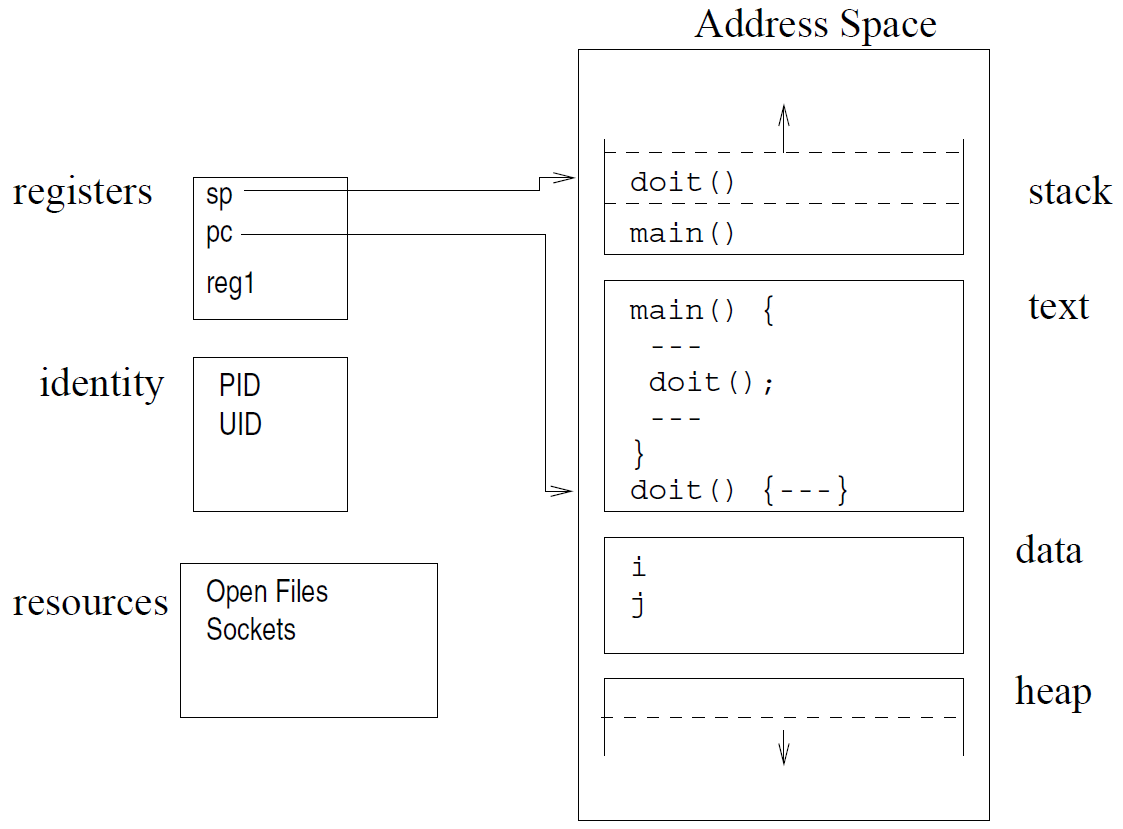 Address Space
registers
sp
pc
reg1
identity
PID
UID
resources
Open Files
Sockets
doit()
main()
stack
main() {
---
doit();
---
}
doit() {---}
text
i
j
data
heap